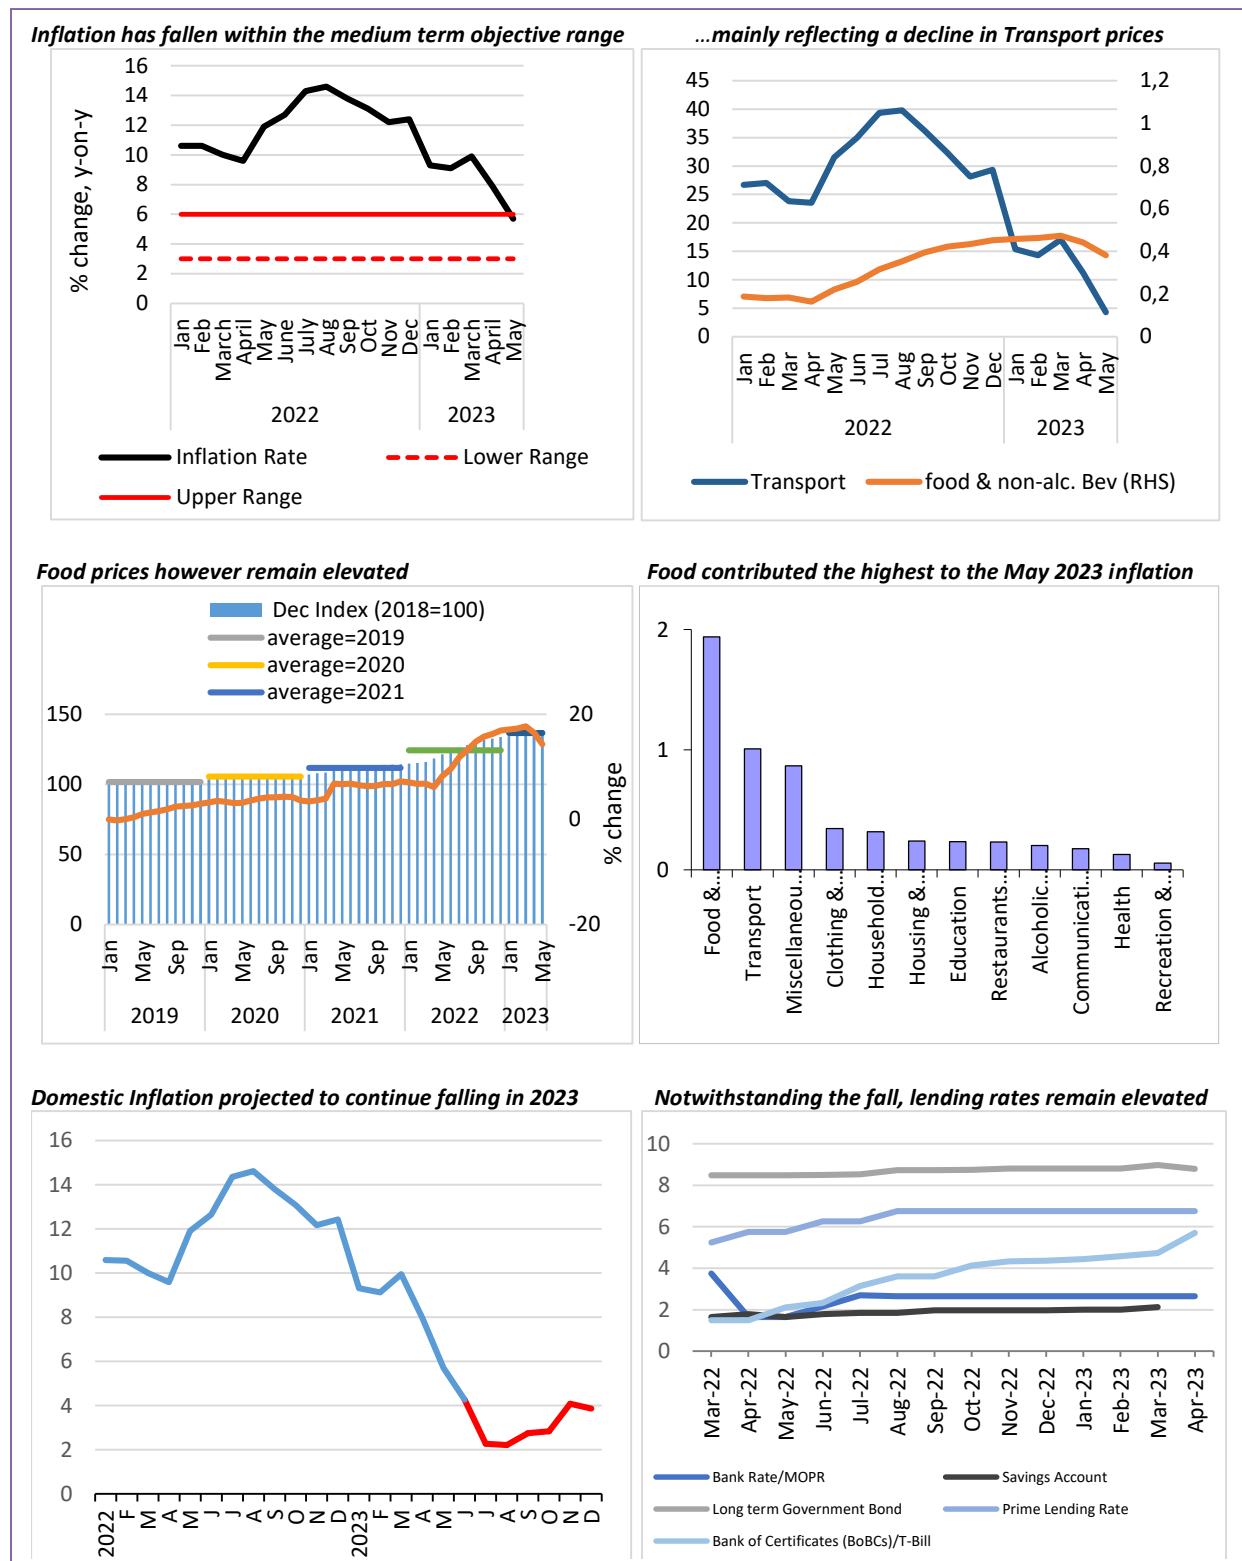 Inflation has fallen within the medium term objective range
% change, y-on-y
16
14
12
10
8
6
4
2
0
Jan
Feb
March
April
May
June
July
Aug
Sep
Oct
Nov
Dec
Jan
Feb
March
April
May
2022
2023
Inflation Rate
Lower Range
Upper Range
...mainly reflecting a decline in Transport prices
45
40
35
30
25
20
15
10
5
0
1,2
1
0,8
0,6
0,4
0,2
0
Jan
Feb
Mar
Apr
May
Jun
Jul
Aug
Sep
Oct
Nov
Dec
Jan
Feb
Mar
Apr
May
2022
2023
Transport
food & non-alc. Bev (RHS)
Food prices however remain elevated
Dec Index (2018=100)
average=2019
average=2020
average=2021
150
100
50
0
20
0
-20
% change
Jan
May
Sep
Jan
May
Sep
Jan
May
Sep
Jan
May
Sep
Jan
May
2019
2020
2021
2022
2023
Food contributed the highest to the May 2023 inflation
2
1
0
Food &...
Transport
Miscellaneou...
Clothing &...
Household...
Housing &...
Education
Restaurants...
Alcoholic...
Communicati...
Health
Recreation &...
Domestic Inflation projected to continue falling in 2023
16
14
12
10
8
6
4
2
0
2022
F
M
A
M
J
J
A
S
O
N
D
2023
F
M
A
M
J
J
A
S
O
N
D
Notwithstanding the fall, lending rates remain elevated
10
8
6
4
2
0
Mar-22
Apr-22
May-22
Jun-22
Jul-22
Aug-22
Sep-22
Oct-22
Nov-22
Dec-22
Jan-23
Feb-23
Mar-23
Apr-23
Bank Rate/MOPR
Savings Account
Long term Government Bond
Prime Lending Rate
Bank of Certificates (BoBCs)/T-Bill